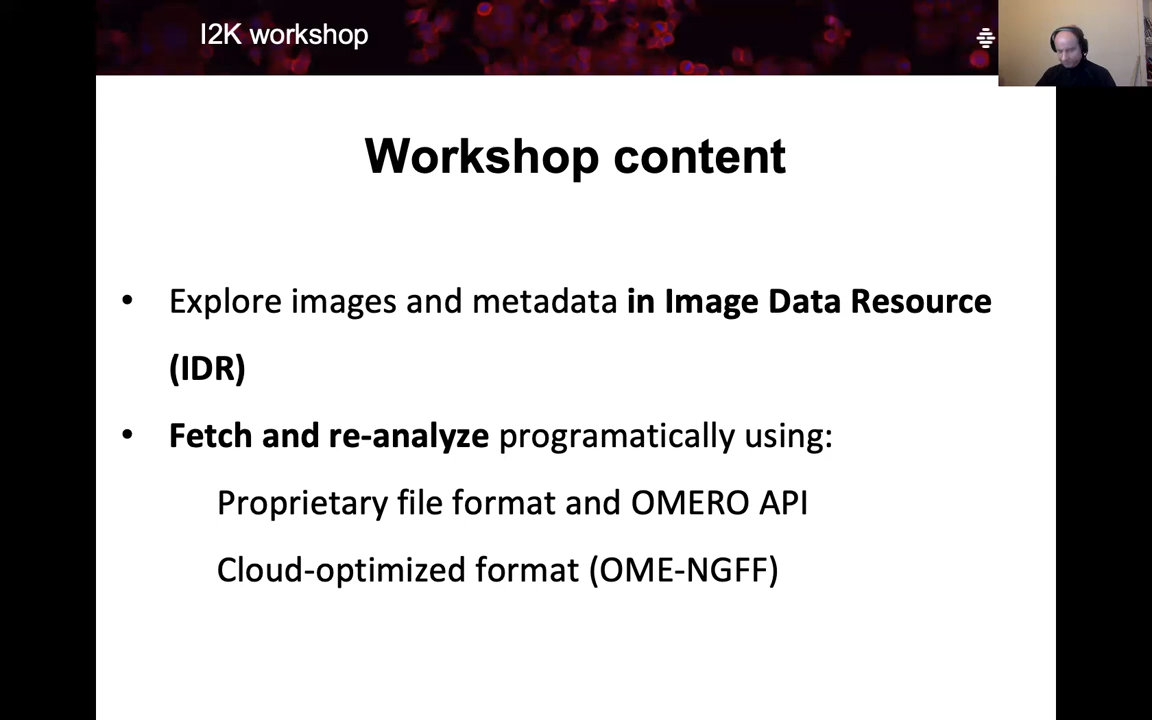 I2K workshop
Workshop content
• Explore images and metadata in Image Data Resource
(IDR)
• Fetch and re-analyze programatically using:
Proprietary file format and OMERO API
Cloud-optimized format (OME-NGFF)